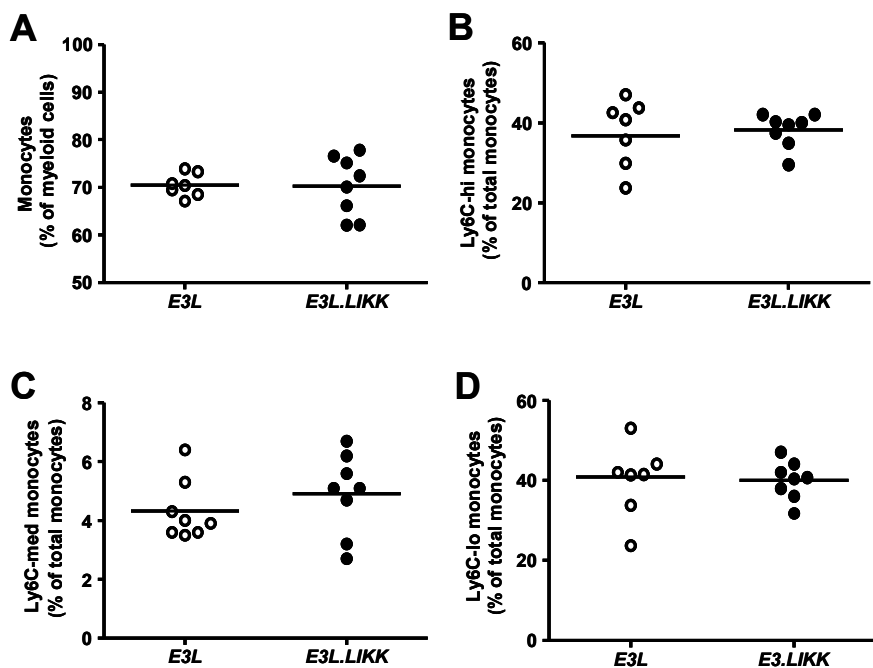 A
Monocytes
(% of myeloid cells)
100
90
80
70
60
50
E3L
E3L.LIKK
B
Ly6C-hi monocytes
(% of total monocytes)
60
40
20
0
E3L
E3L.LIKK
C
Ly6C-med monocytes
(% of total monocytes)
8
6
4
2
0
E3L
E3L.LIKK
D
Ly6C-lo monocytes
(% of total monocytes)
60
40
20
0
E3L
E3.LIKK